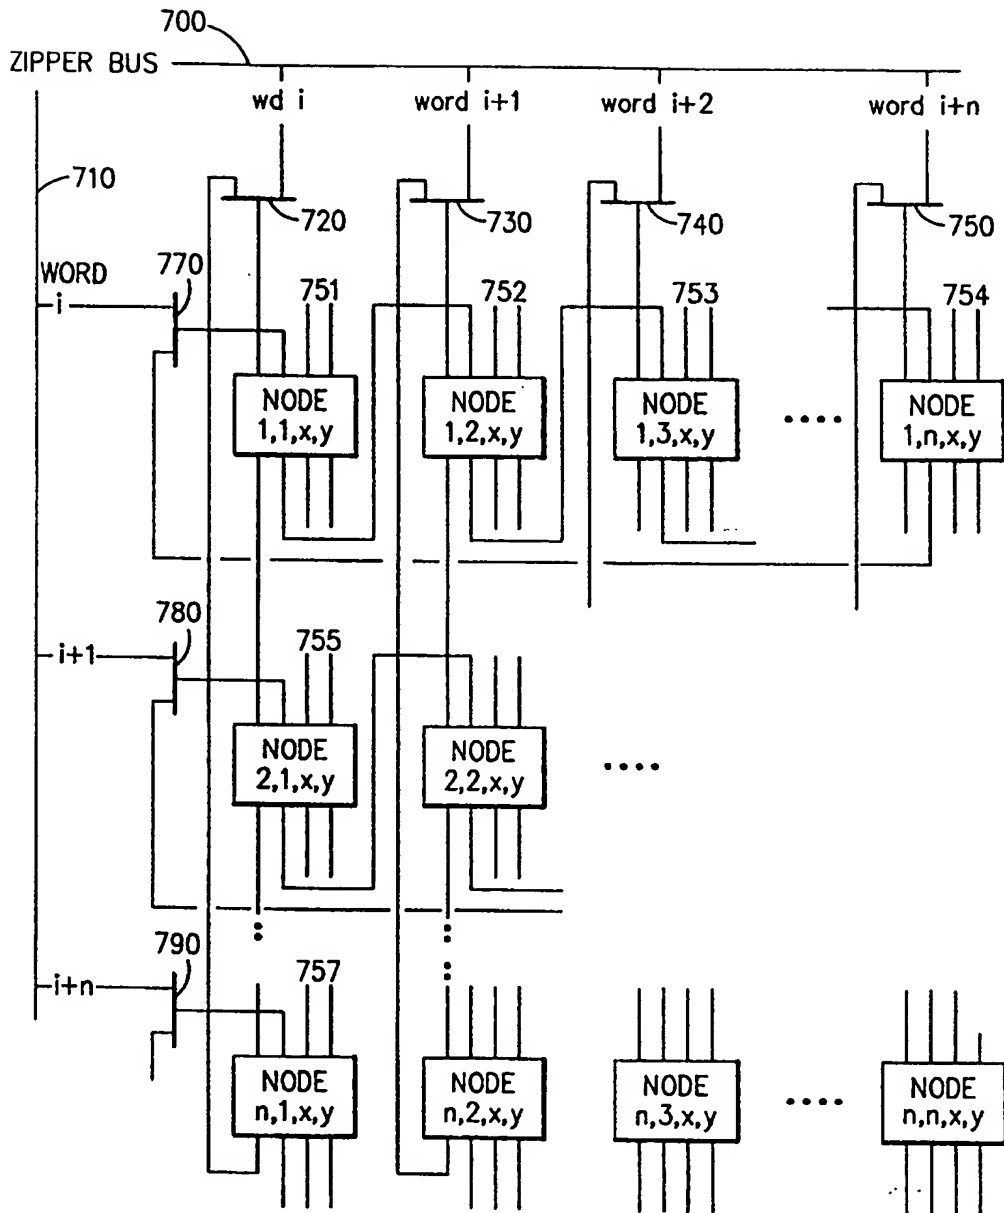 700
ZIPPER BUS
wd i
word i+1
word i+2
word i+n
710
720
730
740
750
WORD
i
770
751
752
753
754
NODE
1,1,x,y
NODE
1,2,x,y
NODE
1,3,x,y
NODE
1,n,x,y
780
i+1
755
NODE
2,1,x,y
NODE
2,2,x,y
790
i+n
757
NODE
n,1,x,y
NODE
n,2,x,y
NODE
n,3,x,y
NODE
n,n,x,y